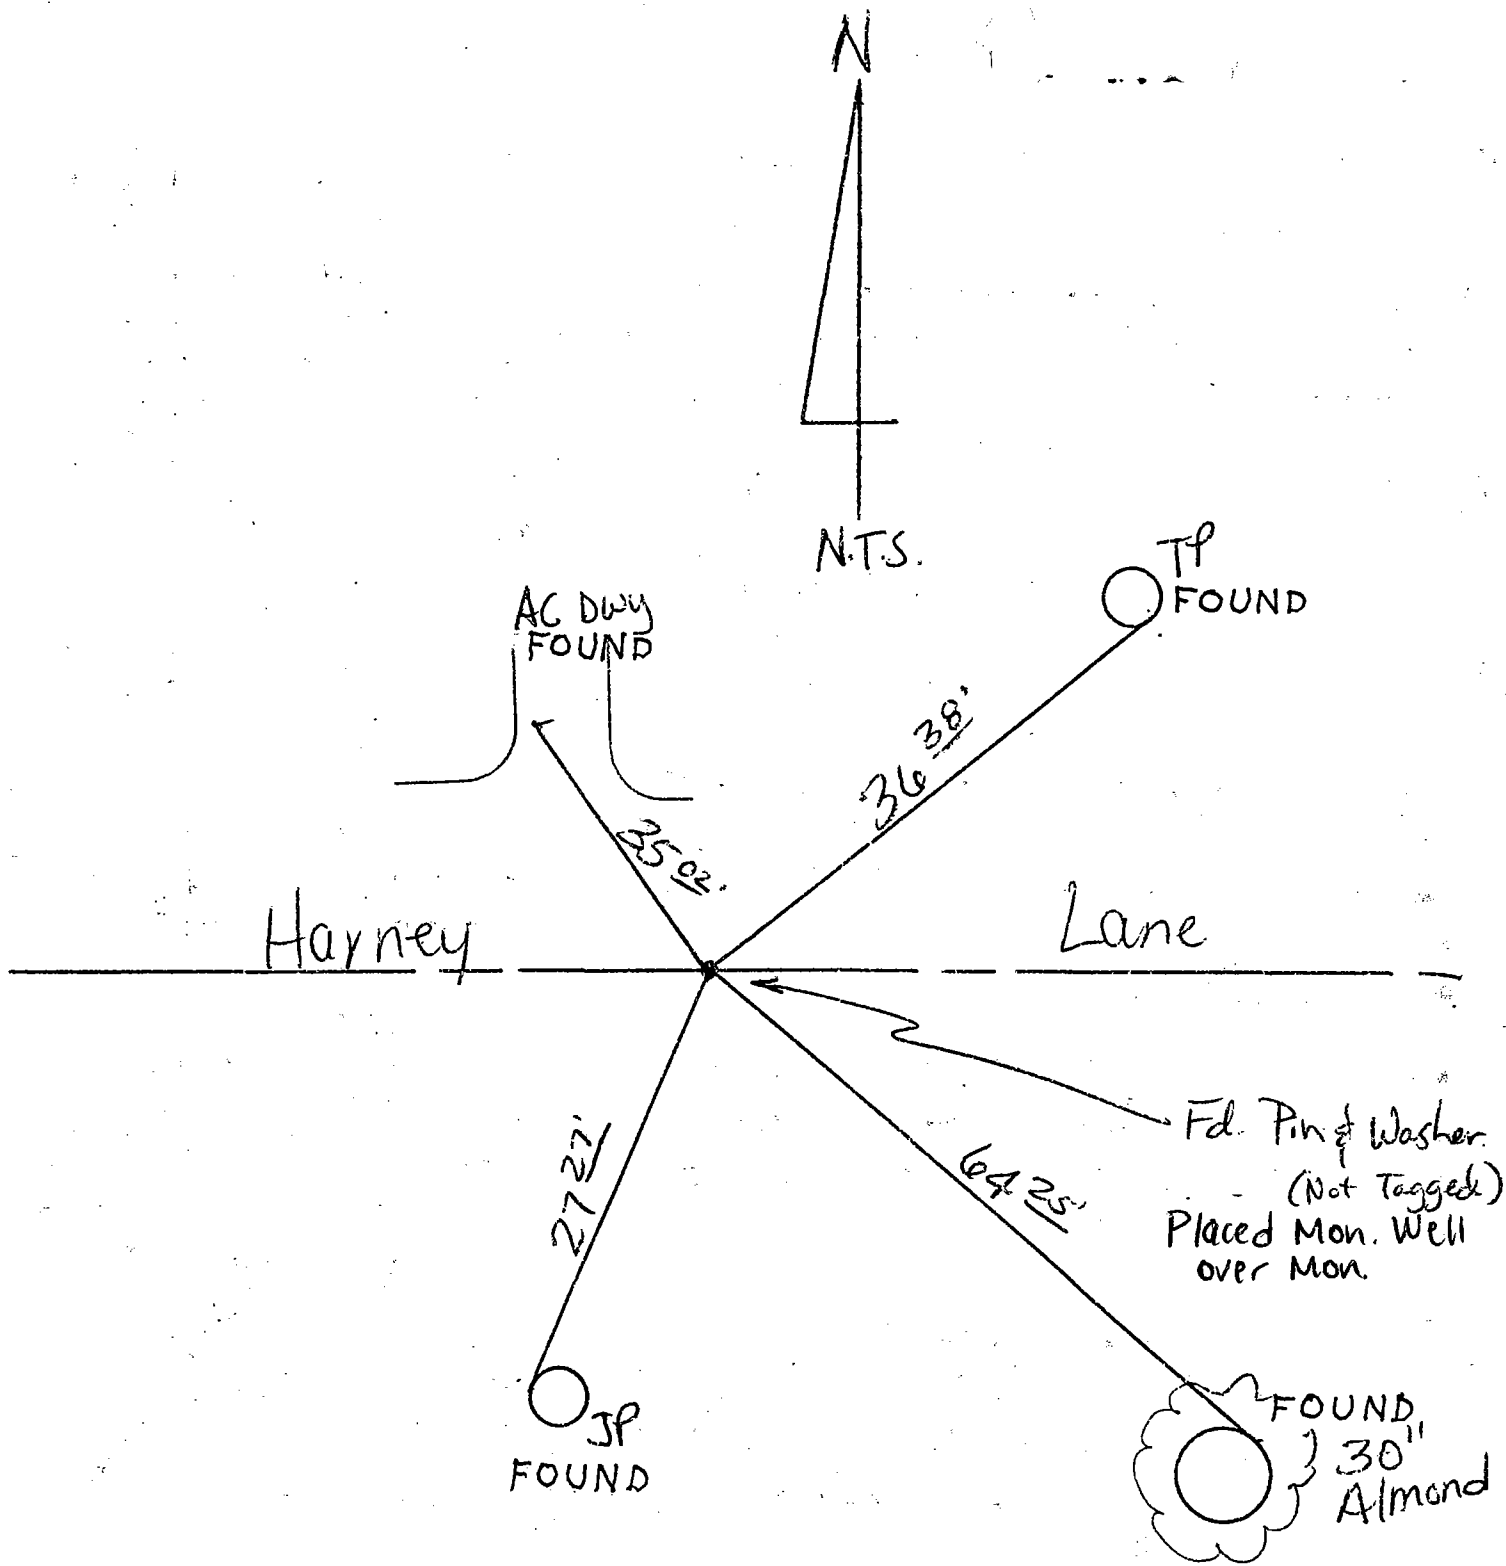 N
N.T.S.
TP
FOUND
AC Dwy
FOUND
36 38'
35 02'
Harney Lane
Fd. Pin & Washer.
(Not Tagged)
Placed Mon. Well
over Mon.
27 27'
64 25'
JP
FOUND
FOUND
30"
Almond